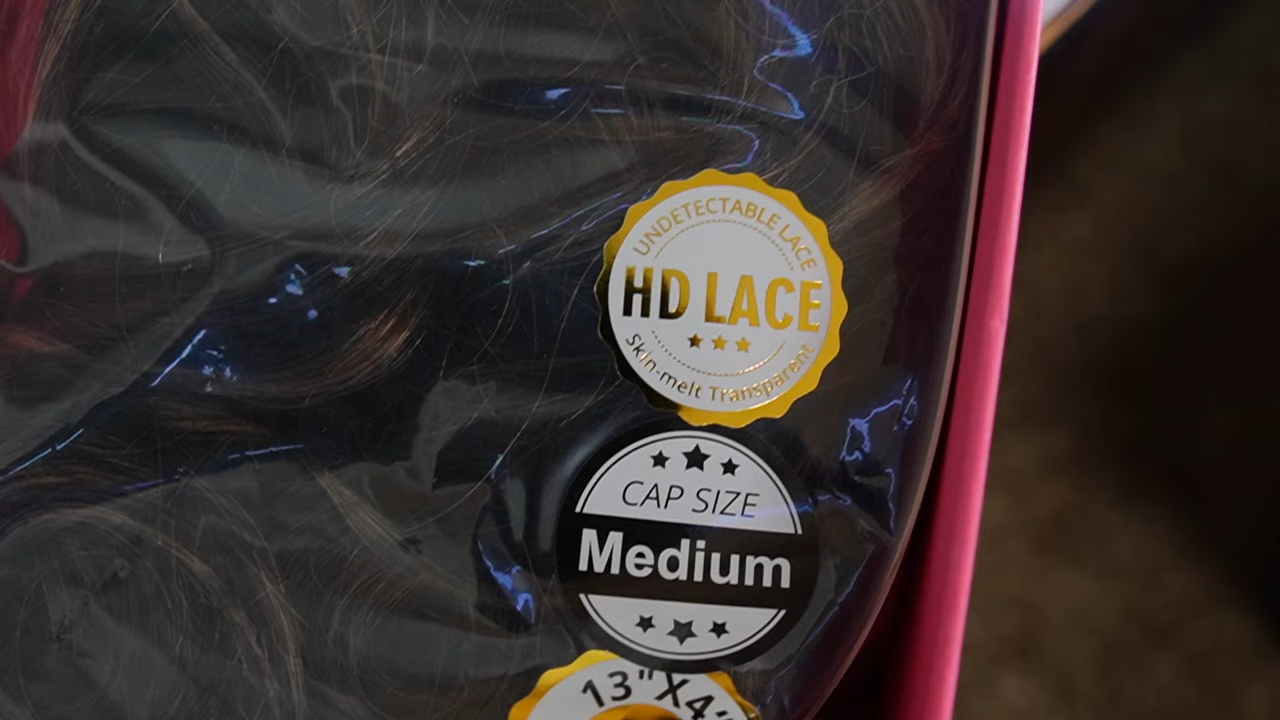 UNDETECTABLE LACE
HD LACE
Skin-melt Transparent
CAP SIZE
Medium
13"X4"